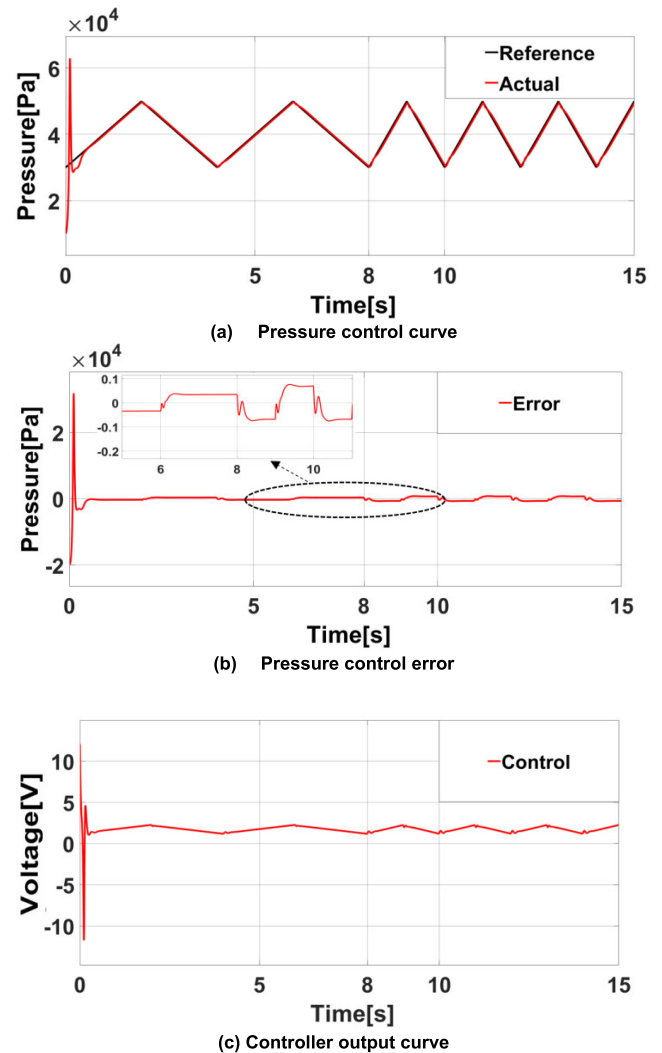 ×10⁴
6
4
2
Pressure[Pa]
Reference
Actual
0 5 8 10 15
Time[s]
(a) Pressure control curve
×10⁴
2
0
-2
Pressure[Pa]
0.1
0
-0.1
-0.2
6 8 10
Error
0 5 8 10 15
Time[s]
(b) Pressure control error
10
5
0
-5
-10
Voltage[V]
Control
0 5 8 10 15
Time[s]
(c) Controller output curve